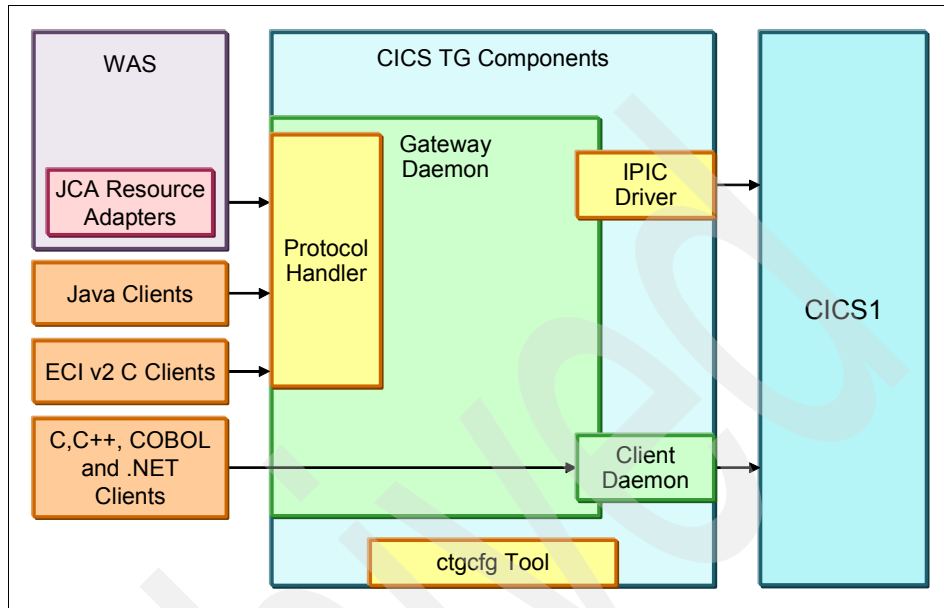 WAS
JCA Resource
Adapters
Java Clients
ECI v2 C Clients
C,C++, COBOL
and .NET
Clients
CICS TG Components
Gateway
Daemon
Protocol
Handler
IPIC
Driver
Client
Daemon
ctgcfg Tool
CICS1